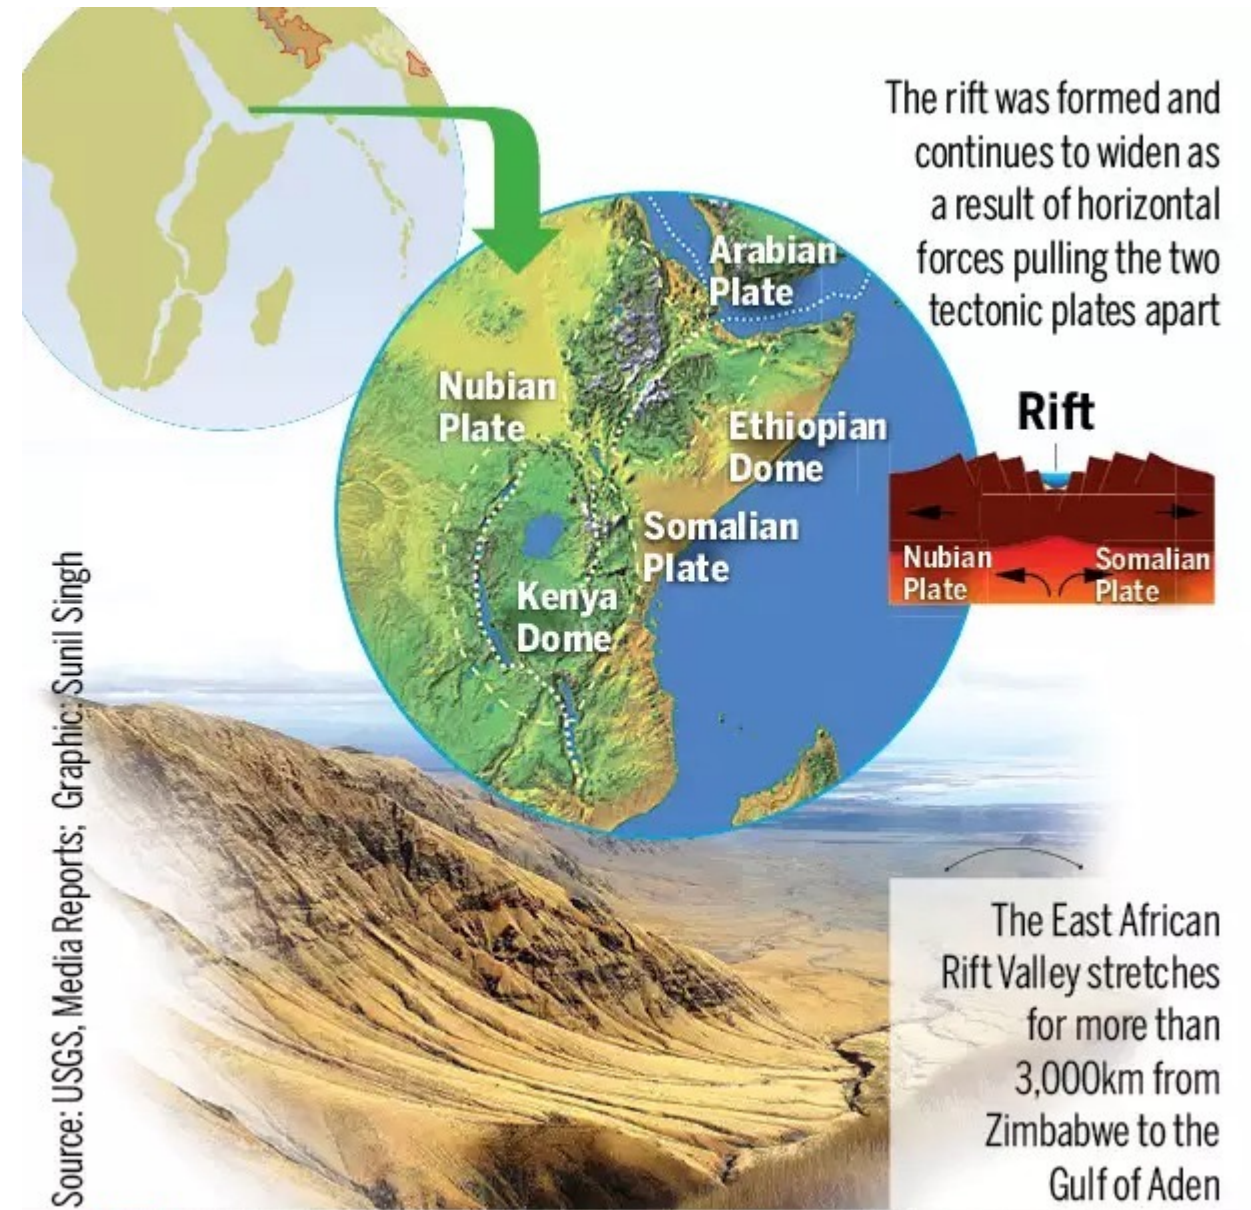 The rift was formed and
continues to widen as
a result of horizontal
forces pulling the two
tectonic plates apart
Arabian
Plate
Nubian
Plate
Ethiopian
Dome
Somalian
Plate
Kenya
Dome
Rift
Nubian
Plate
Somalian
Plate
The East African
Rift Valley stretches
for more than
3,000km from
Zimbabwe to the
Gulf of Aden
Source: USGS, Media Reports; Graphic: Sunil Singh